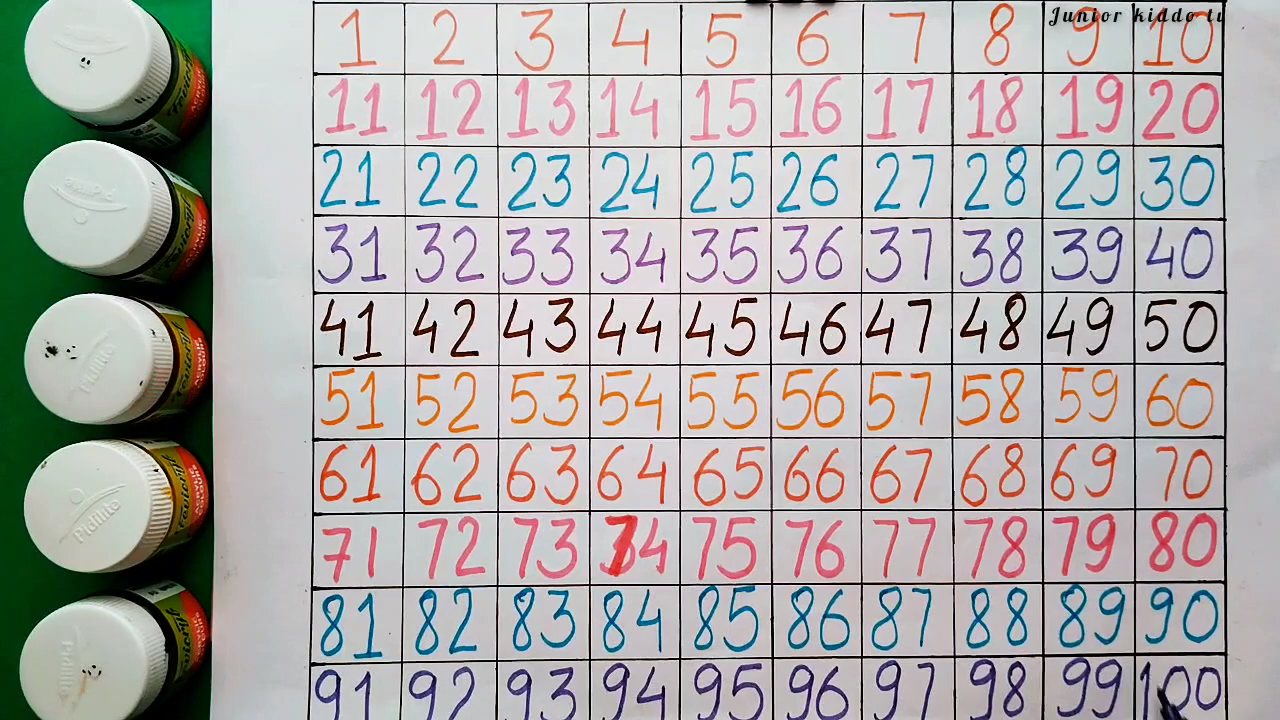 Junior kiddo tv
1 2 3 4 5 6 7 8 9 10
11 12 13 14 15 16 17 18 19 20
21 22 23 24 25 26 27 28 29 30
31 32 33 34 35 36 37 38 39 40
41 42 43 44 45 46 47 48 49 50
51 52 53 54 55 56 57 58 59 60
61 62 63 64 65 66 67 68 69 70
71 72 73 74 75 76 77 78 79 80
81 82 83 84 85 86 87 88 89 90
91 92 93 94 95 96 97 98 99 100
Pidilite